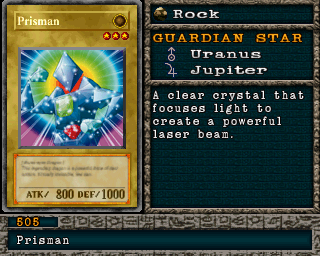 Prisman
Rock
GUARDIAN STAR
Uranus
Jupiter
A clear crystal that
focuses light to
create a powerful
laser beam.
ATK/ 800 DEF/1000
505
Prisman